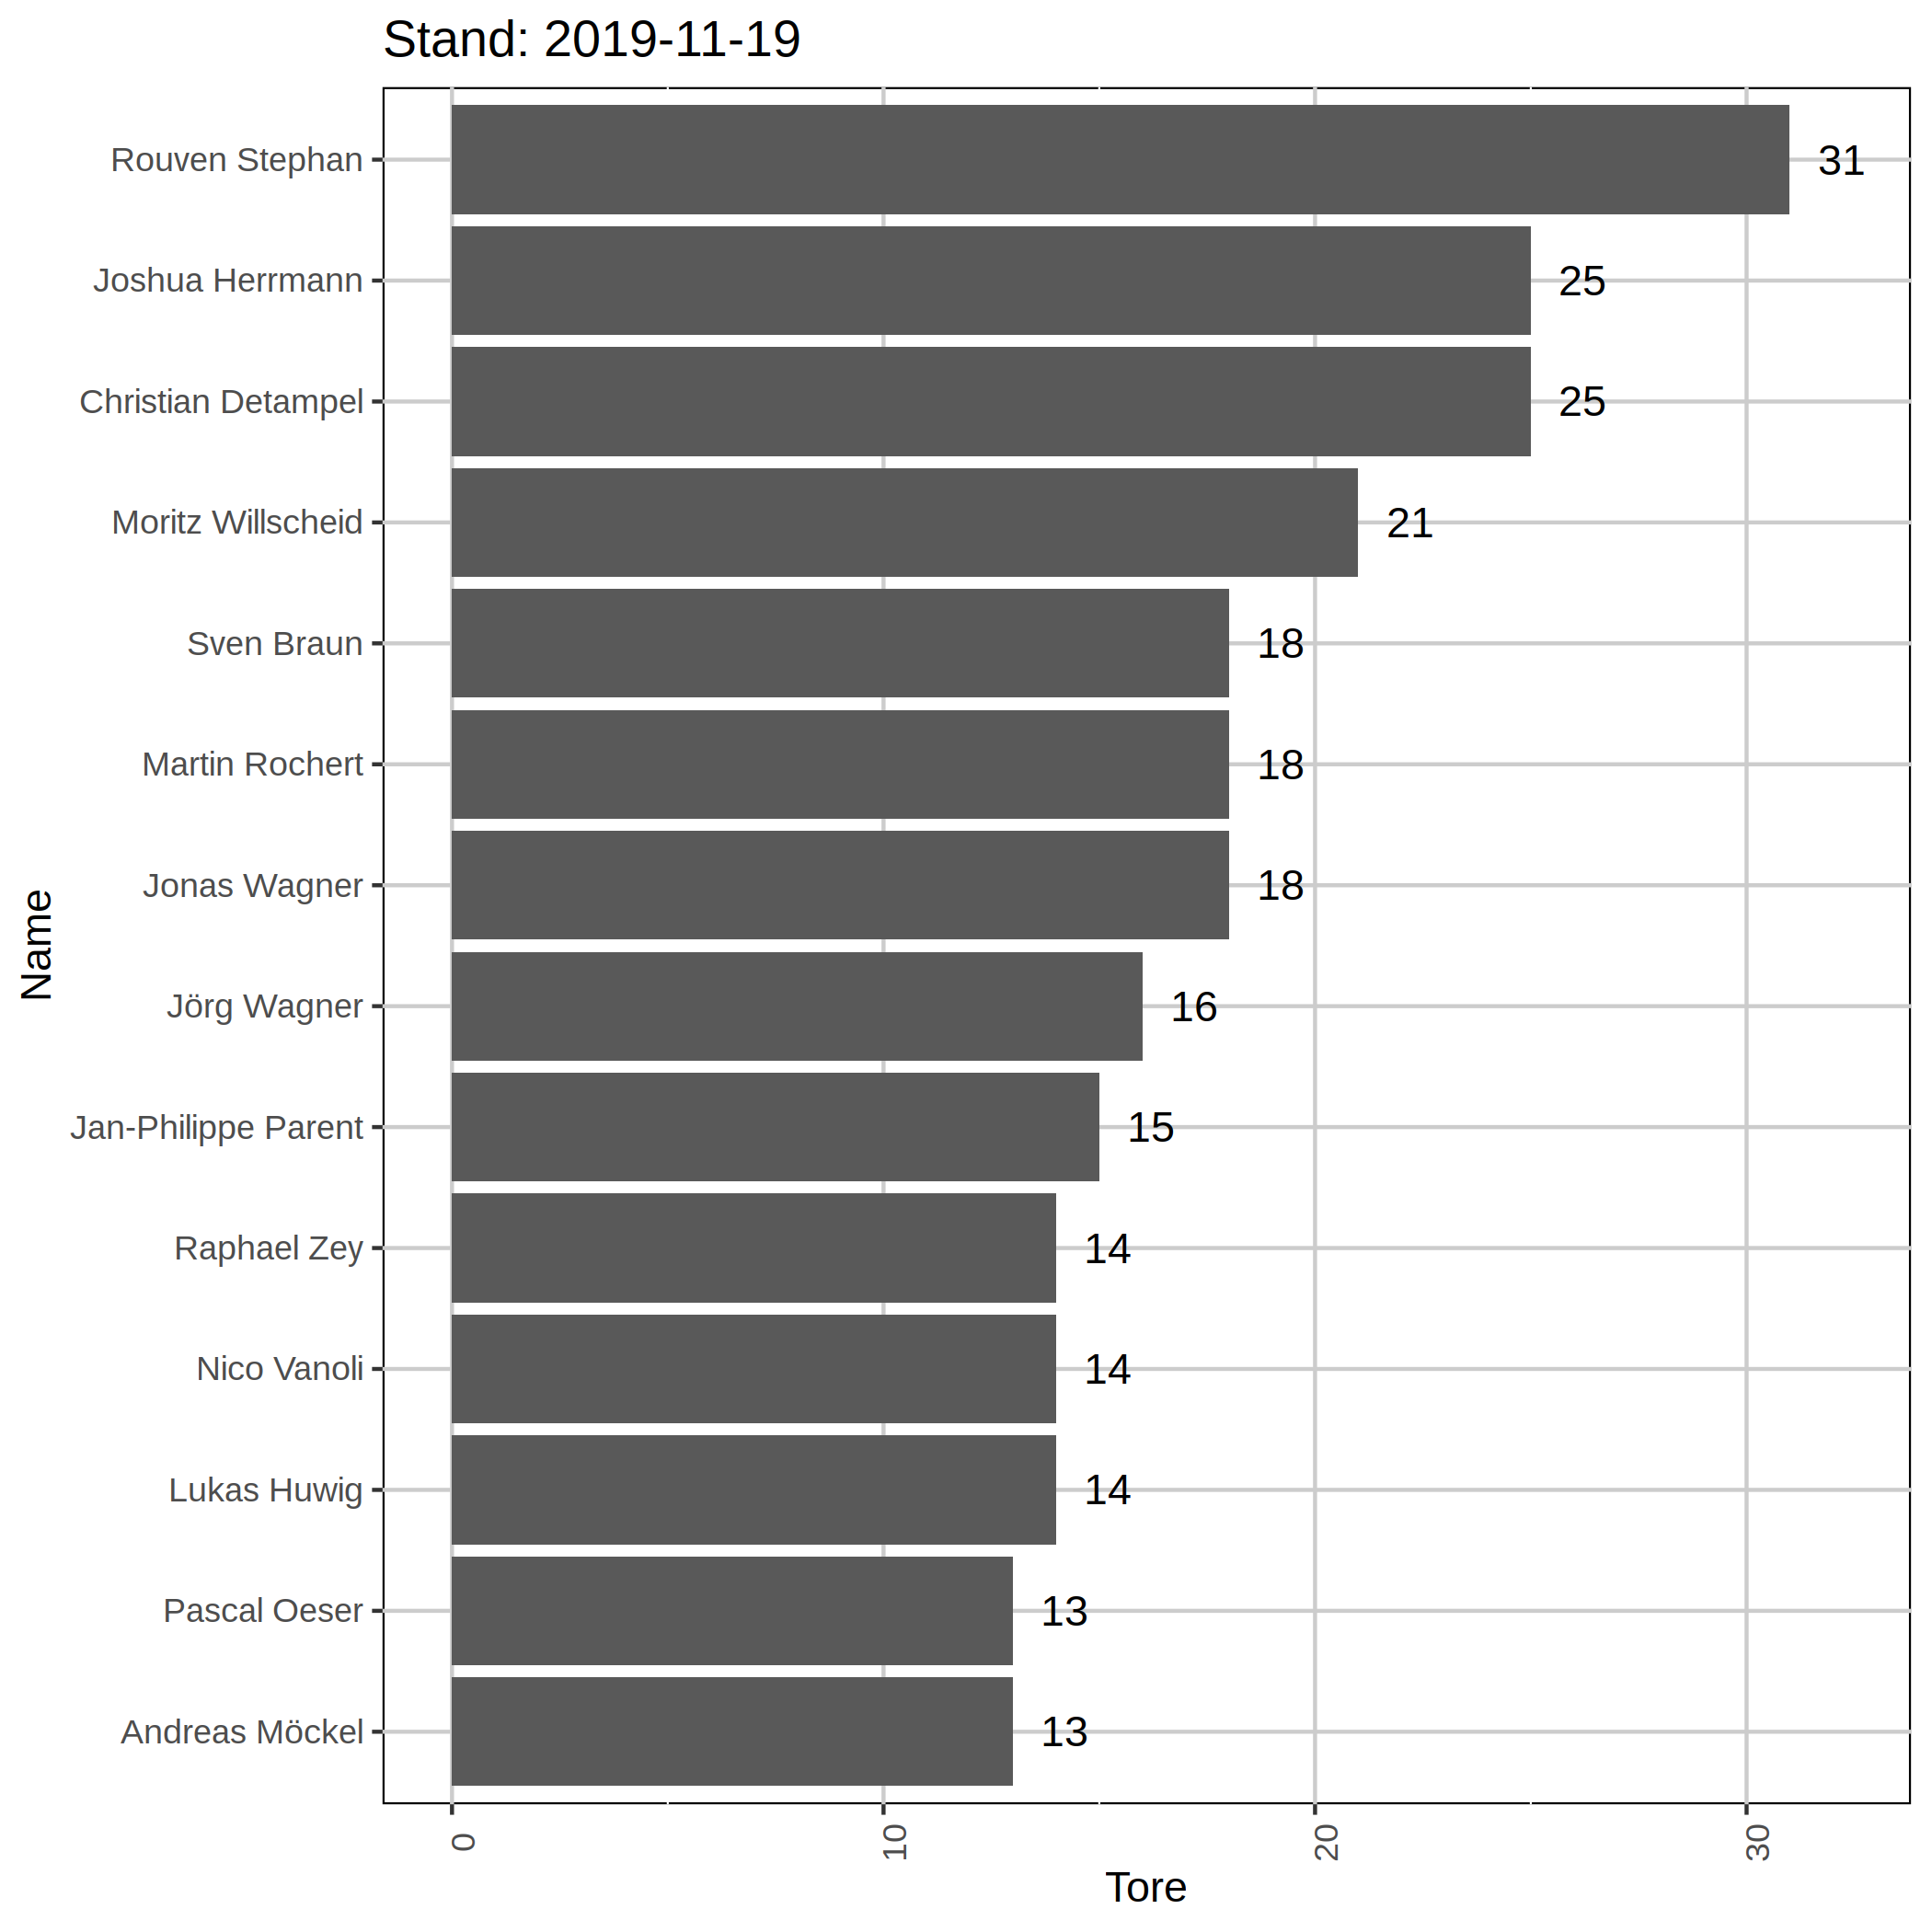 Stand: 2019-11-19
Rouven Stephan 31
Joshua Herrmann 25
Christian Detampel 25
Moritz Willscheid 21
Sven Braun 18
Martin Rochert 18
Jonas Wagner 18
Jörg Wagner 16
Jan-Philippe Parent 15
Raphael Zey 14
Nico Vanoli 14
Lukas Huwig 14
Pascal Oeser 13
Andreas Möckel 13
Name
0 10 20 30
Tore